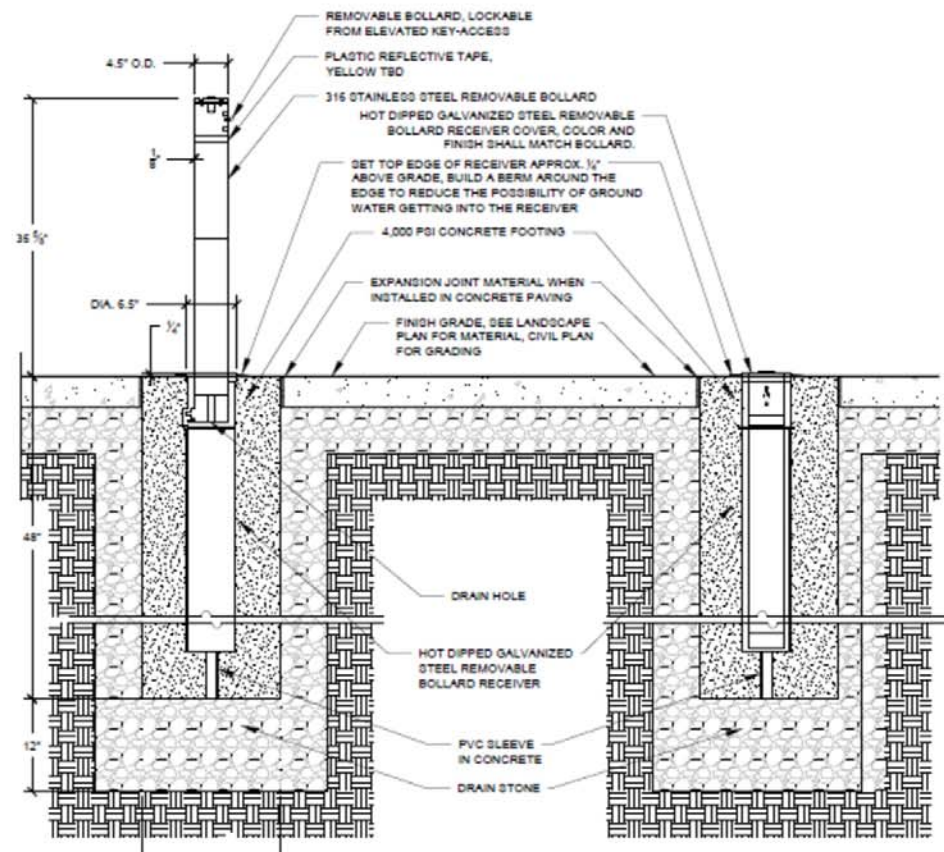 REMOVABLE BOLLARD, LOCKABLE
FROM ELEVATED KEY-ACCESS
4.5" O.D.
PLASTIC REFLECTIVE TAPE,
YELLOW TBD
316 STAINLESS STEEL REMOVABLE BOLLARD
HOT DIPPED GALVANIZED STEEL REMOVABLE
BOLLARD RECEIVER COVER, COLOR AND
FINISH SHALL MATCH BOLLARD.
1/8"
SET TOP EDGE OF RECEIVER APPROX. ¼"
ABOVE GRADE, BUILD A BERM AROUND THE
EDGE TO REDUCE THE POSSIBILITY OF GROUND
WATER GETTING INTO THE RECEIVER
4,000 PSI CONCRETE FOOTING
EXPANSION JOINT MATERIAL WHEN
INSTALLED IN CONCRETE PAVING
DIA. 6.5"
¼"
FINISH GRADE, SEE LANDSCAPE
PLAN FOR MATERIAL, CIVIL PLAN
FOR GRADING
48"
DRAIN HOLE
HOT DIPPED GALVANIZED
STEEL REMOVABLE
BOLLARD RECEIVER
12"
PVC SLEEVE
IN CONCRETE
DRAIN STONE